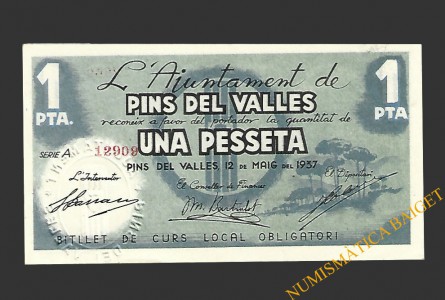 1 PTA.
1 PTA.
L'Ajuntament de
PINS DEL VALLES
reconeix a favor del portador la quantitat de
UNA PESSETA
SERIE A 12909
PINS DEL VALLES, 12 DE MAIG DEL 1937
L'Interventor
El Conseller de Finances
El Dipositari
BITLLET DE CURS LOCAL OBLIGATORI
NUMISMÀTICA BAIGET